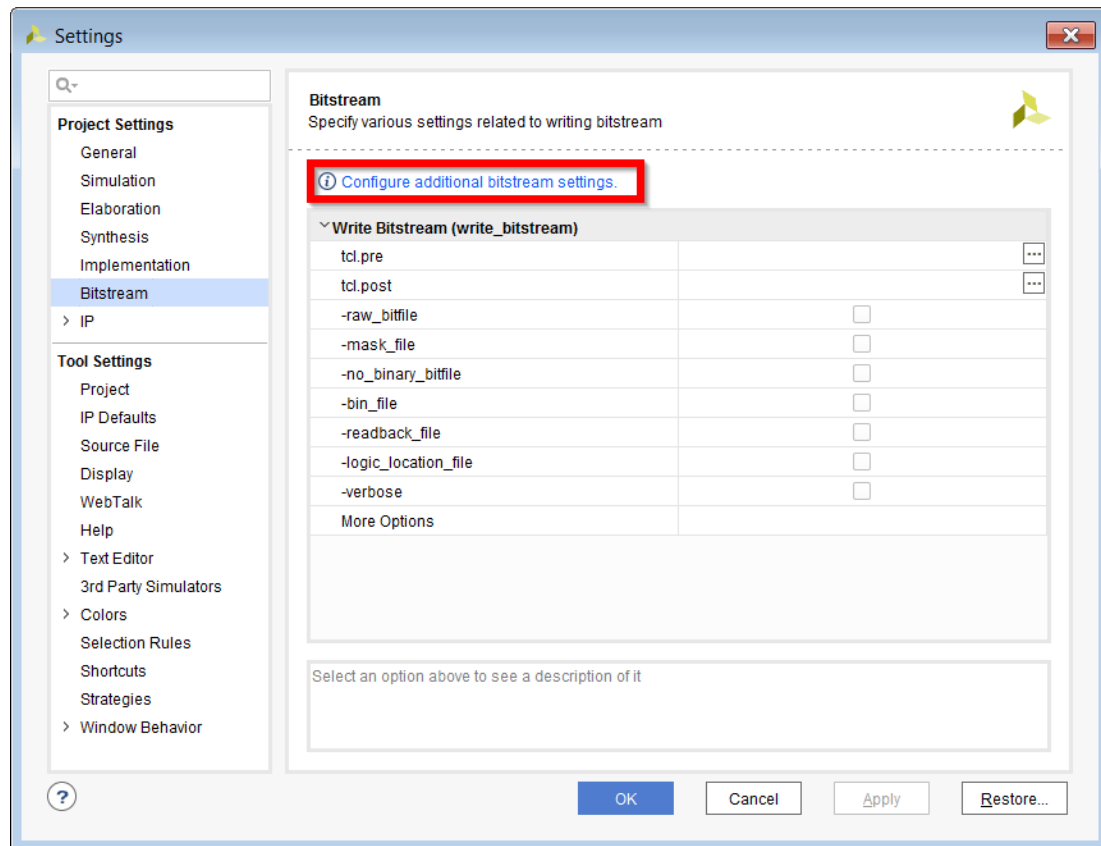 Settings
Project Settings
General
Simulation
Elaboration
Synthesis
Implementation
Bitstream
> IP
Tool Settings
Project
IP Defaults
Source File
Display
WebTalk
Help
> Text Editor
3rd Party Simulators
> Colors
Selection Rules
Shortcuts
Strategies
> Window Behavior
Bitstream
Specify various settings related to writing bitstream
Configure additional bitstream settings.
Write Bitstream (write_bitstream)
tcl.pre ...
tcl.post ...
-raw_bitfile
-mask_file
-no_binary_bitfile
-bin_file
-readback_file
-logic_location_file
-verbose
More Options
Select an option above to see a description of it
? OK Cancel Apply Restore...